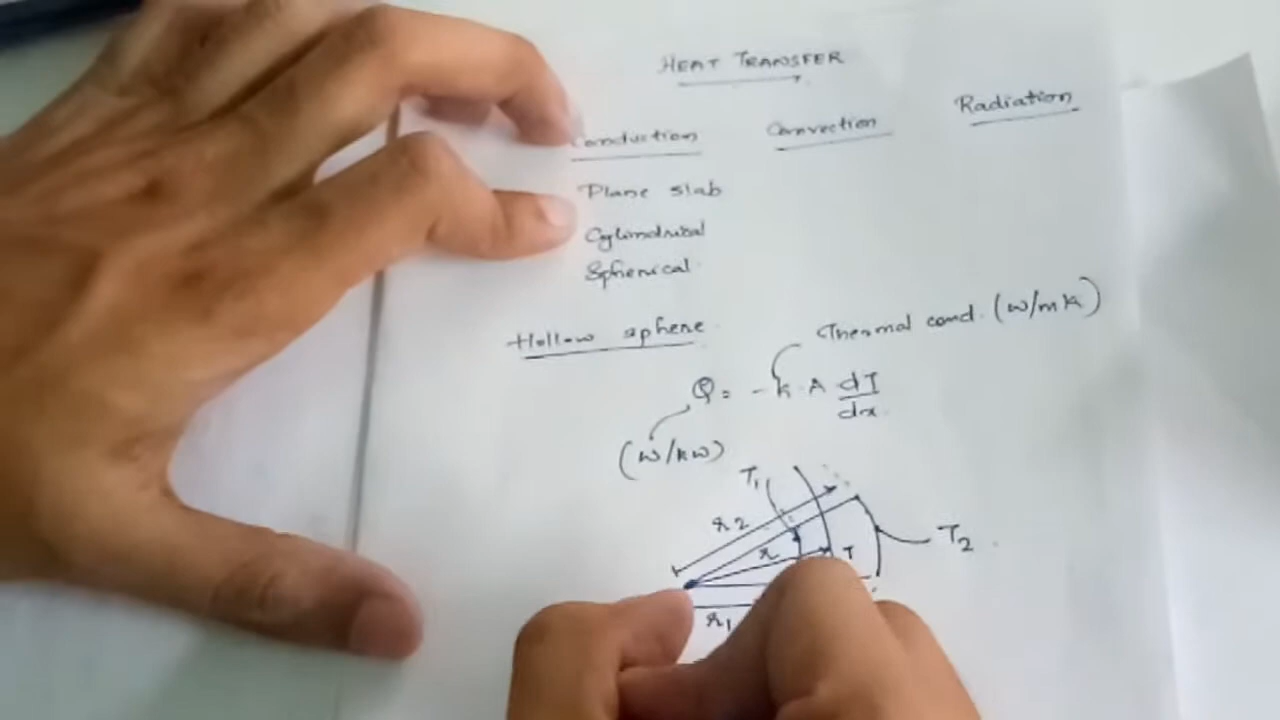 HEAT TRANSFER
Conduction Convection Radiation
Plane slab
Cylindrical
Spherical
Hollow sphere
Thermal cond. (W/mK)
Q = -k . A dT/dx
(W/kW)
T1
r2
r T
T2
r1